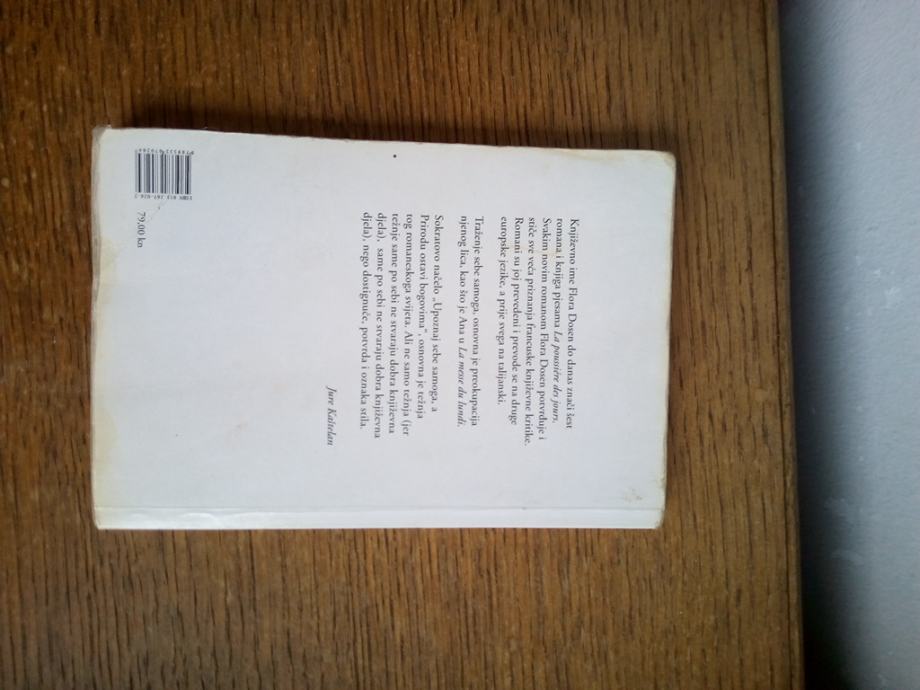 Književno ime Flora Dosen do danas znači šest
romana i knjiga pjesama La poussière des jours.
Svakim novim romanom Flora Dosen potvrđuje i
stiče sve veća priznanja francuske književne kritike.
Romani su joj prevedeni i prevode se na druge
europske jezike, a prije svega na talijanski.
Traženje sebe samoga, osnovna je preokupacija
njenog lica, kao što je Ana u La messe du lundi.
Sokratovo načelo „Upoznaj sebe samoga, a
Prirodu ostavi bogovima“, osnovna je težnja
tog romanesknoga svijeta. Ali ne samo težnja (jer
težnje same po sebi ne stvaraju dobra književna
djela), same po sebi ne stvaraju dobra književna
djela), nego dostignuće, potvrda i oznaka stila.
Jure Kaštelan
79,00 kn